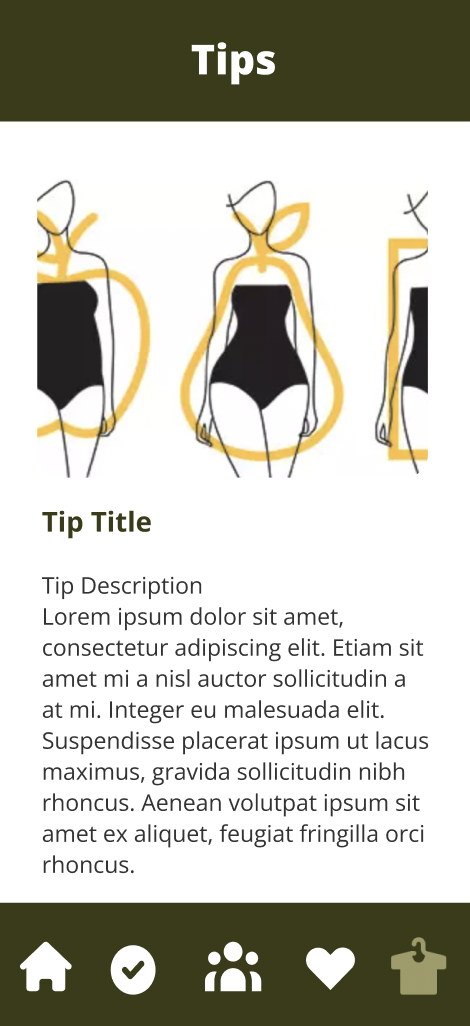 Tips
Tip Title
Tip Description
Lorem ipsum dolor sit amet,
consectetur adipiscing elit. Etiam sit
amet mi a nisl auctor sollicitudin a
at mi. Integer eu malesuada elit.
Suspendisse placerat ipsum ut lacus
maximus, gravida sollicitudin nibh
rhoncus. Aenean volutpat ipsum sit
amet ex aliquet, feugiat fringilla orci
rhoncus.